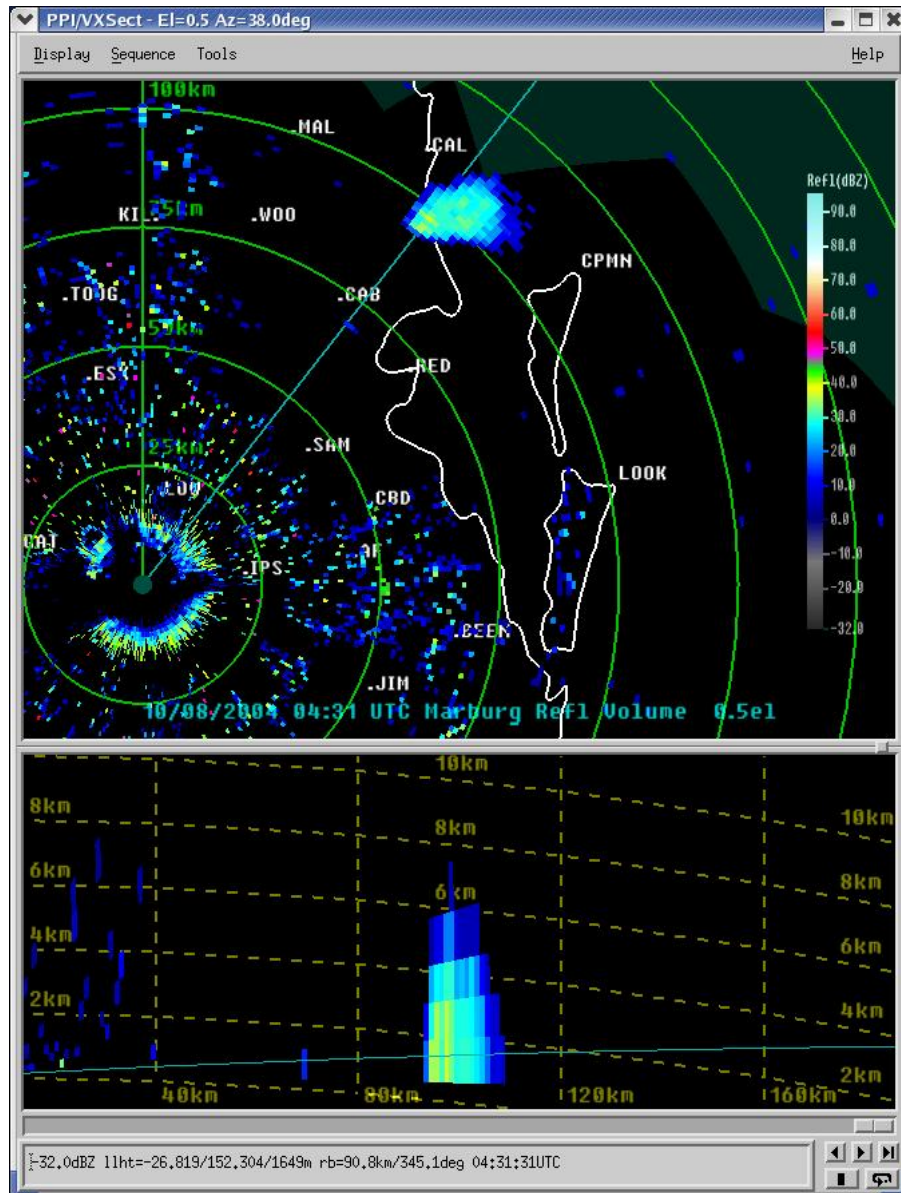 PPI/VXSect - El=0.5 Az=38.0deg
Display Sequence Tools Help
100km
.MAL
.CAL
Refl(dBZ)
90.0
80.0
70.0
60.0
50.0
40.0
30.0
20.0
10.0
0.0
-10.0
-20.0
-32.0
75km
KIL.
.WOO
CPMN
.TOOG
.CAB
50km
.ESY
.RED
.SAM
25km
LOOK
CBD
.IPS
.BEEN
.JIM
10/08/2004 04:31 UTC Marburg Refl Volume 0.5el
10km
8km
8km
10km
6km
6km
8km
4km
6km
2km
4km
2km
40km
80km
120km
160km
-32.0dBZ llht=-26.819/152.304/1649m rb=90.8km/345.1deg 04:31:31UTC